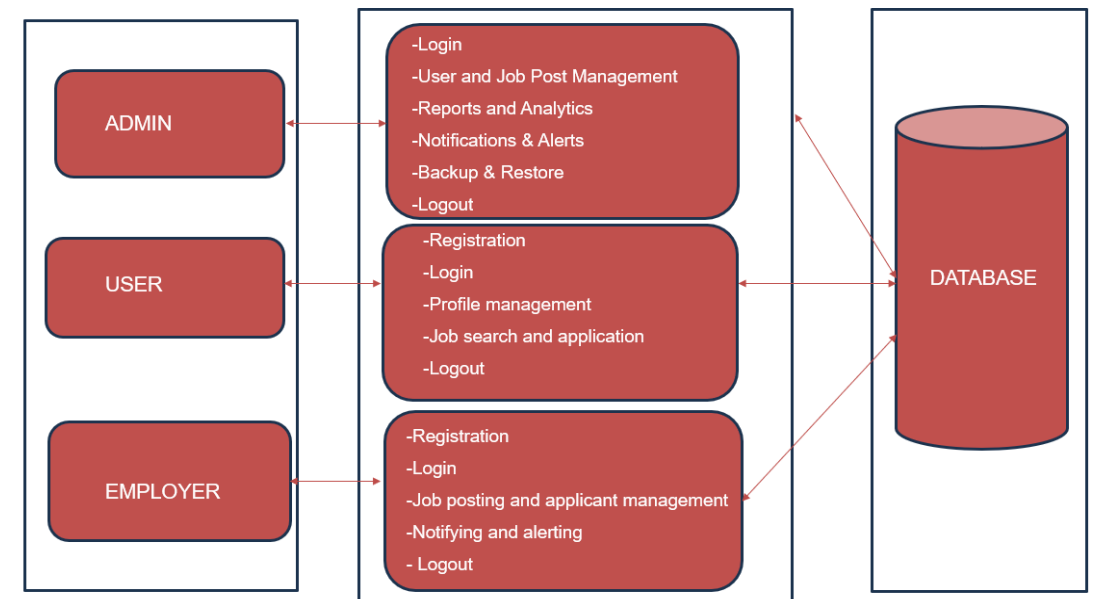 ADMIN
-Login
-User and Job Post Management
-Reports and Analytics
-Notifications & Alerts
-Backup & Restore
-Logout
USER
-Registration
-Login
-Profile management
-Job search and application
-Logout
EMPLOYER
-Registration
-Login
-Job posting and applicant management
-Notifying and alerting
- Logout
DATABASE